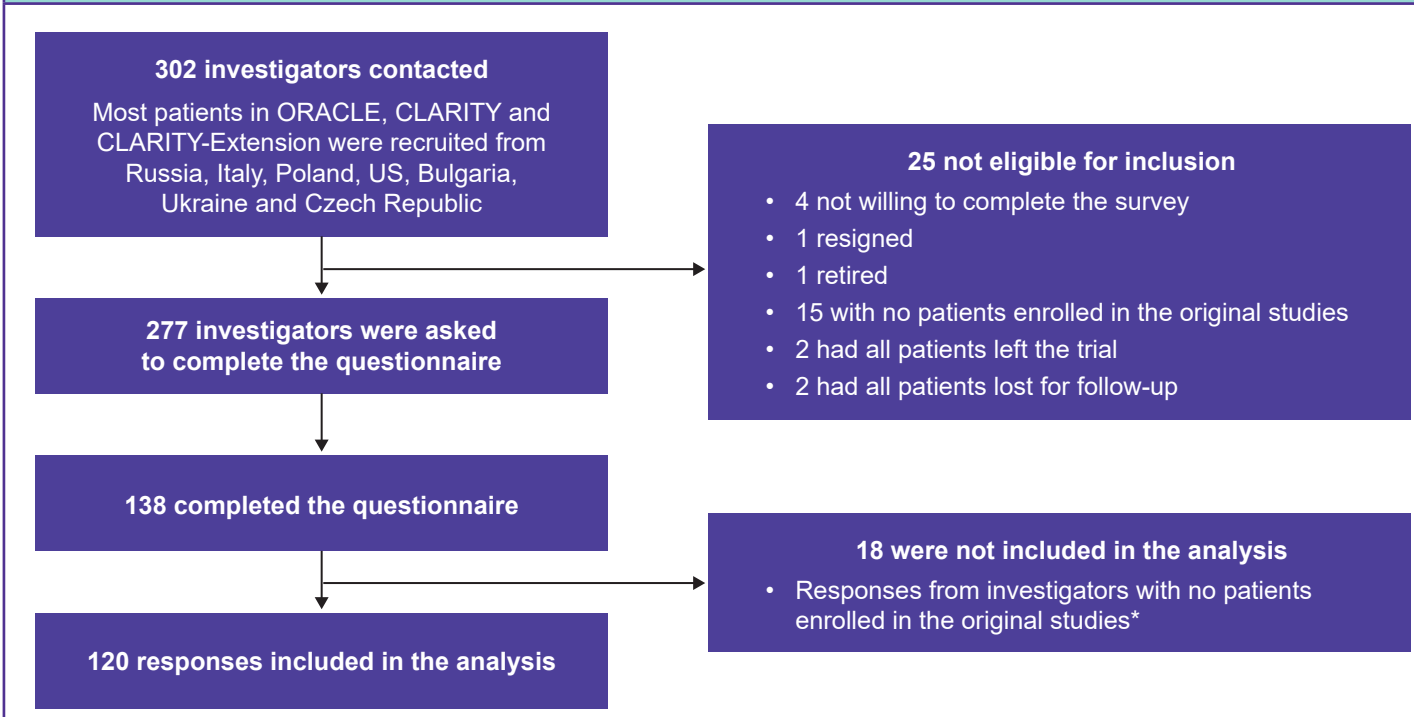 302 investigators contacted
Most patients in ORACLE, CLARITY and
CLARITY-Extension were recruited from
Russia, Italy, Poland, US, Bulgaria,
Ukraine and Czech Republic
25 not eligible for inclusion
• 4 not willing to complete the survey
• 1 resigned
• 1 retired
• 15 with no patients enrolled in the original studies
• 2 had all patients left the trial
• 2 had all patients lost for follow-up
277 investigators were asked
to complete the questionnaire
138 completed the questionnaire
18 were not included in the analysis
• Responses from investigators with no patients
enrolled in the original studies*
120 responses included in the analysis